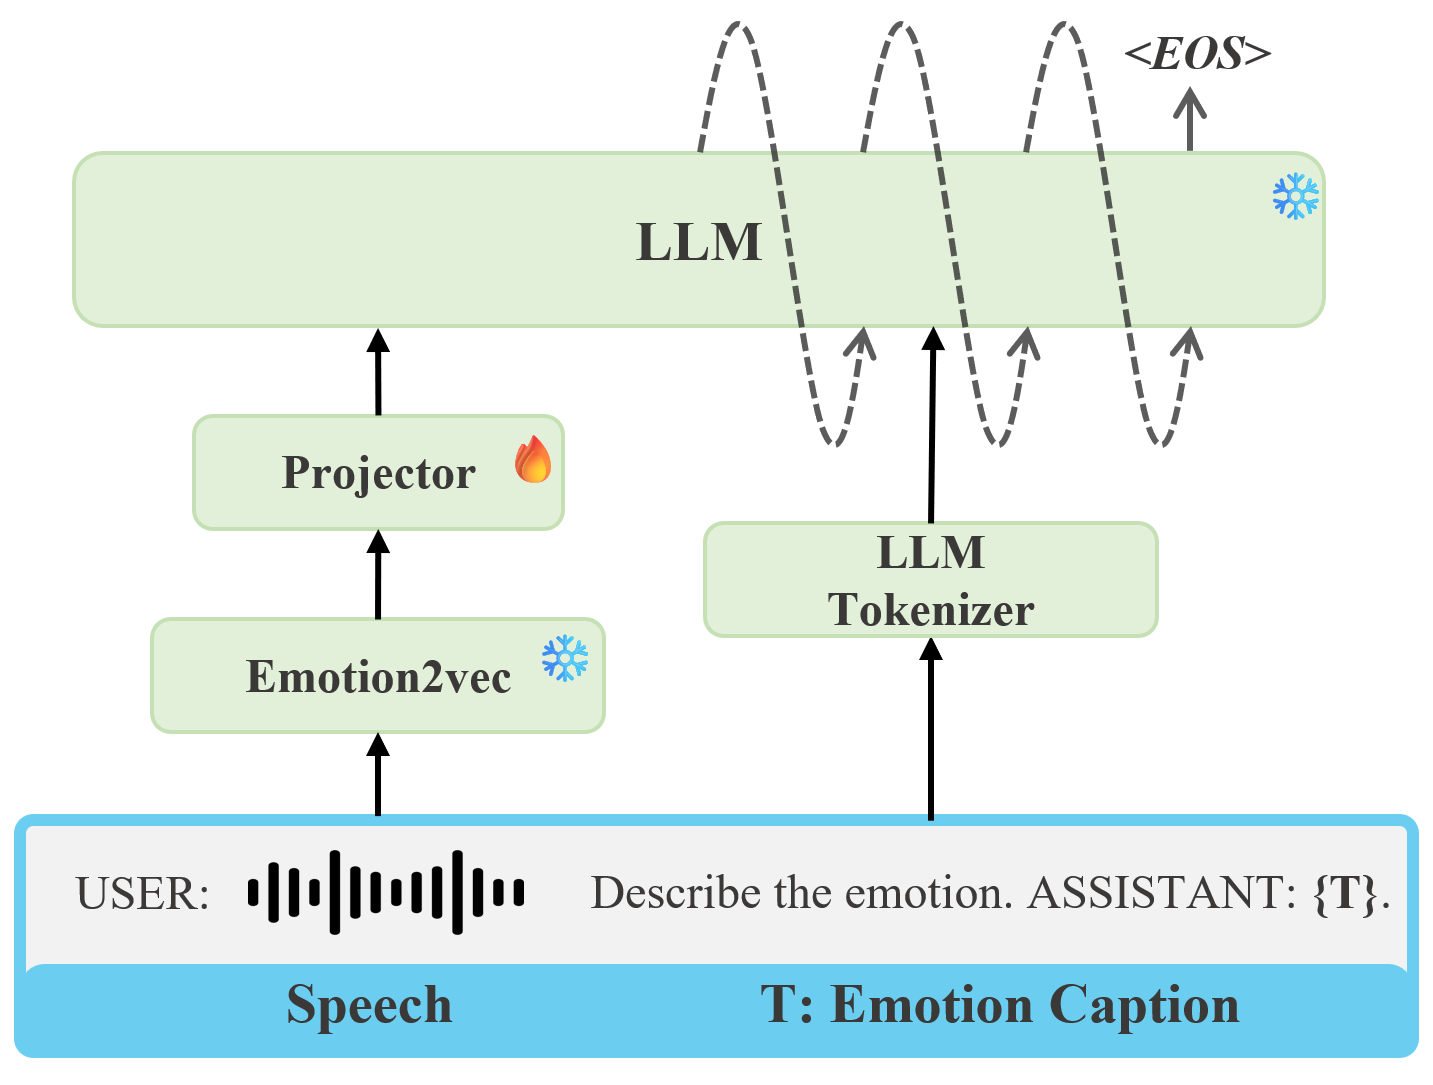 <EOS>
LLM
Projector
LLM
Tokenizer
Emotion2vec
USER: Describe the emotion. ASSISTANT: {T}.
Speech T: Emotion Caption